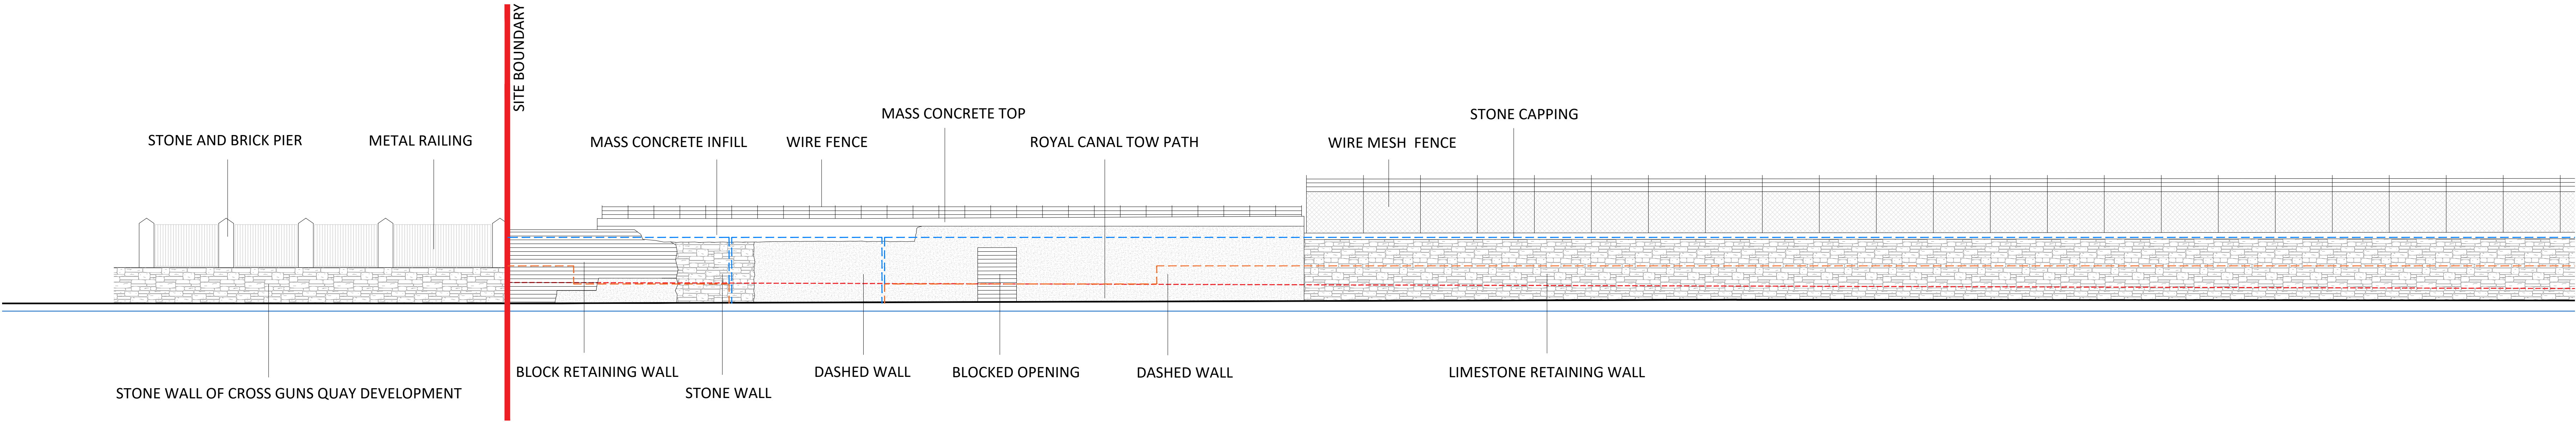 SITE BOUNDARY
STONE AND BRICK PIER
METAL RAILING
MASS CONCRETE INFILL
WIRE FENCE
MASS CONCRETE TOP
ROYAL CANAL TOW PATH
WIRE MESH FENCE
STONE CAPPING
STONE WALL OF CROSS GUNS QUAY DEVELOPMENT
BLOCK RETAINING WALL
STONE WALL
DASHED WALL
BLOCKED OPENING
DASHED WALL
LIMESTONE RETAINING WALL